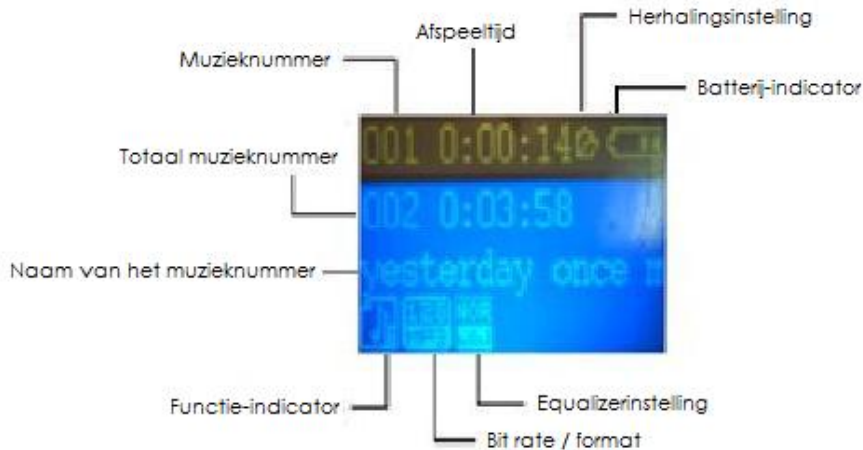 Afspeeltijd
Herhalingsinstelling
Muzieknummer
Batterij-indicator
001 0:00:14
Totaal muzieknummer
002 0:03:58
Naam van het muzieknummer
yesterday once m
Functie-indicator
Equalizerinstelling
Bit rate / format